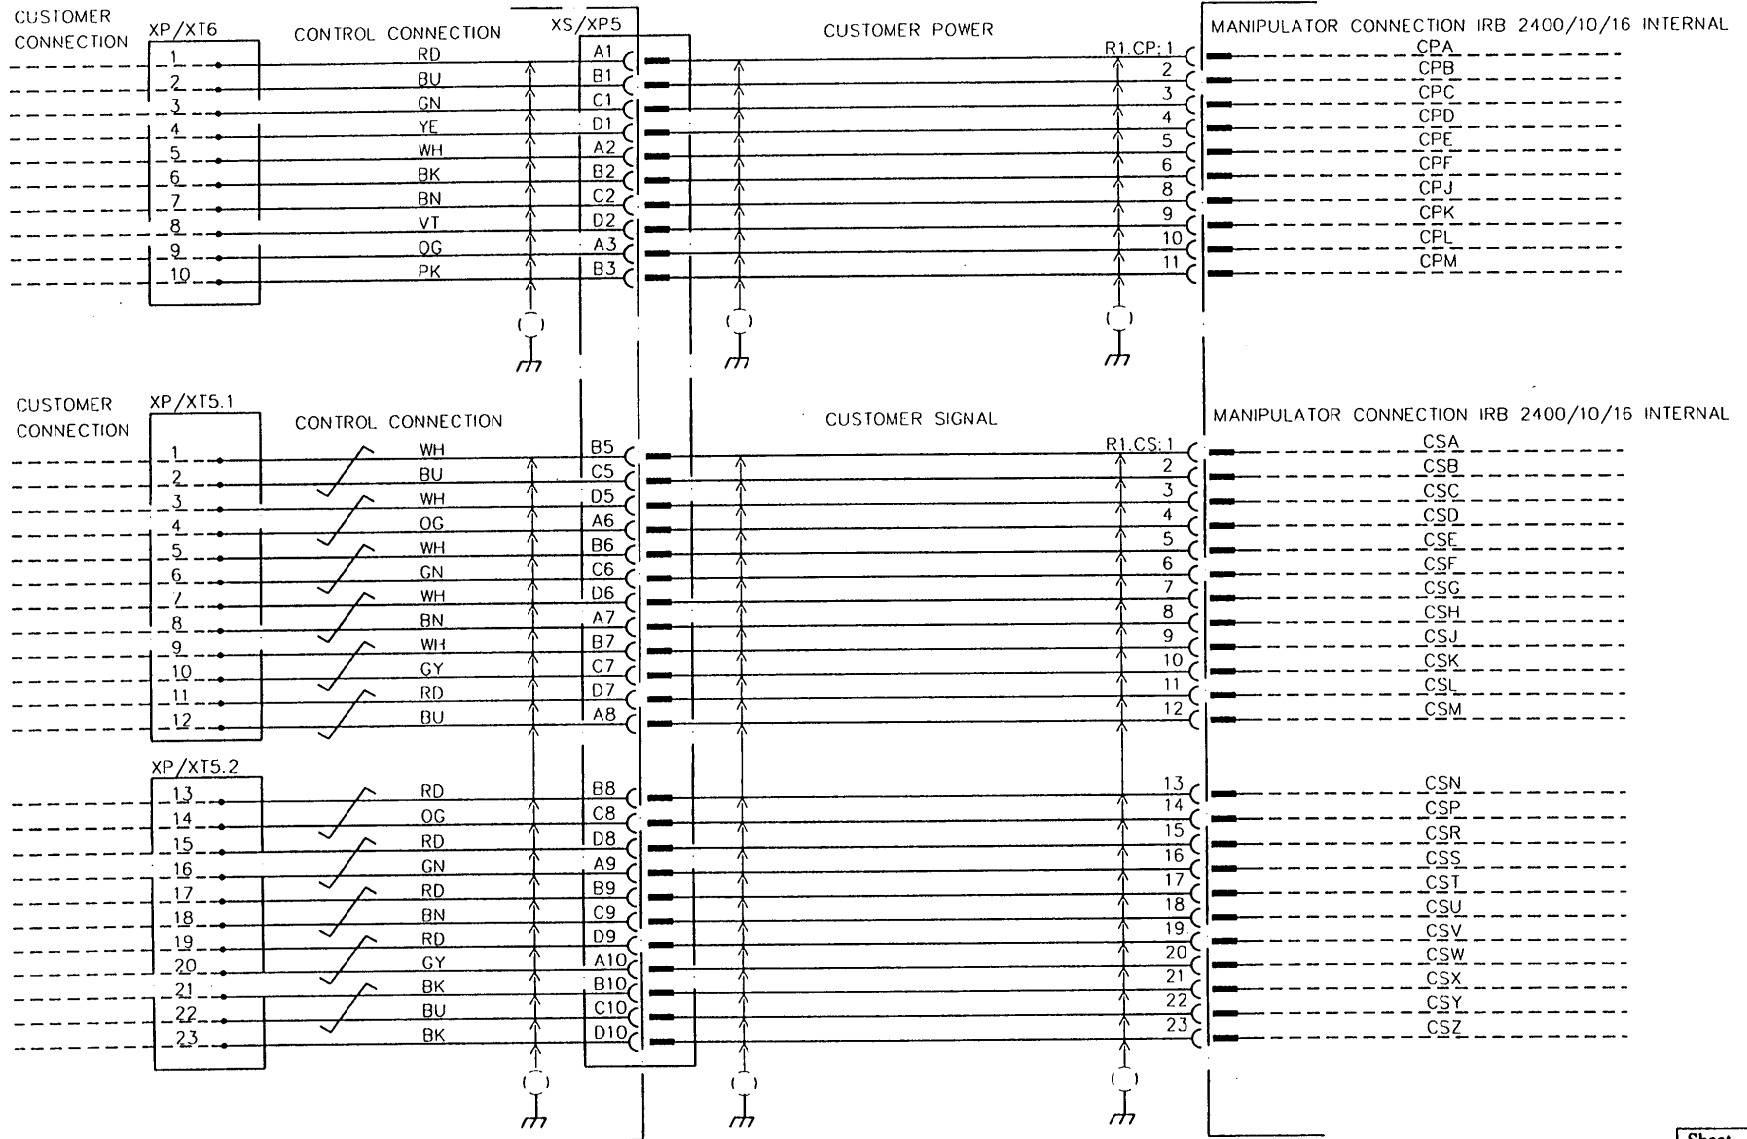 CUSTOMER
CONNECTION
XP/XT6
CONTROL CONNECTION
XS/XP5
CUSTOMER POWER
MANIPULATOR CONNECTION IRB 2400/10/16 INTERNAL
1 RD A1 R1.CP:1 CPA
2 BU B1 2 CPB
3 GN C1 3 CPC
4 YE D1 4 CPD
5 WH A2 5 CPE
6 BK B2 6 CPF
7 BN C2 8 CPJ
8 VT D2 9 CPK
9 OG A3 10 CPL
10 PK B3 11 CPM
CUSTOMER
CONNECTION
XP/XT5.1
CONTROL CONNECTION
CUSTOMER SIGNAL
MANIPULATOR CONNECTION IRB 2400/10/16 INTERNAL
1 WH B5 R1.CS:1 CSA
2 BU C5 2 CSB
3 WH D5 3 CSC
4 OG A6 4 CSD
5 WH B6 5 CSE
6 GN C6 6 CSF
7 WH D6 7 CSG
8 BN A7 8 CSH
9 WH B7 9 CSJ
10 GY C7 10 CSK
11 RD D7 11 CSL
12 BU A8 12 CSM
XP/XT5.2
13 RD B8 13 CSN
14 OG C8 14 CSP
15 RD D8 15 CSR
16 GN A9 16 CSS
17 RD B9 17 CST
18 BN C9 18 CSU
19 RD D9 19 CSV
20 GY A10 20 CSW
21 BK B10 21 CSX
22 BU C10 22 CSY
23 BK D10 23 CSZ
Sheet